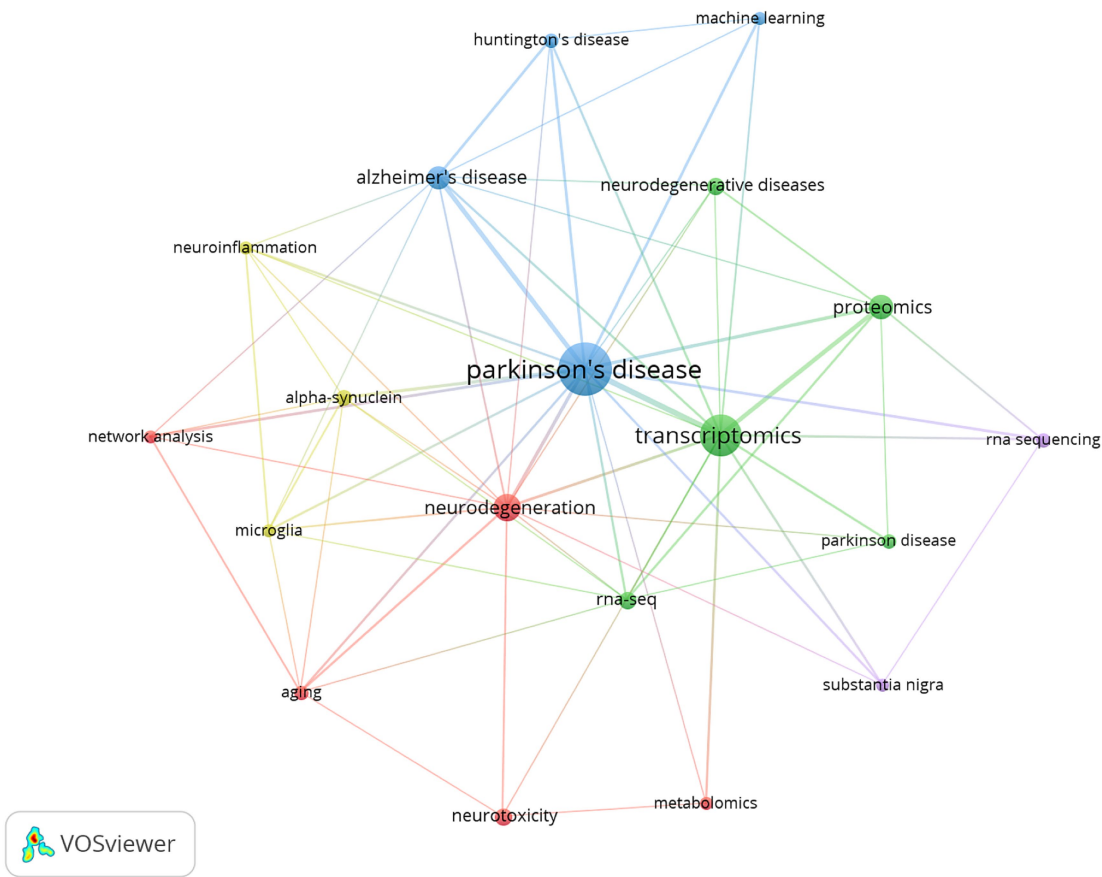 machine learning
huntington's disease
alzheimer's disease
neurodegenerative diseases
neuroinflammation
proteomics
parkinson's disease
alpha-synuclein
network analysis
transcriptomics
rna sequencing
neurodegeneration
microglia
parkinson disease
rna-seq
aging
substantia nigra
metabolomics
neurotoxicity
VOSviewer